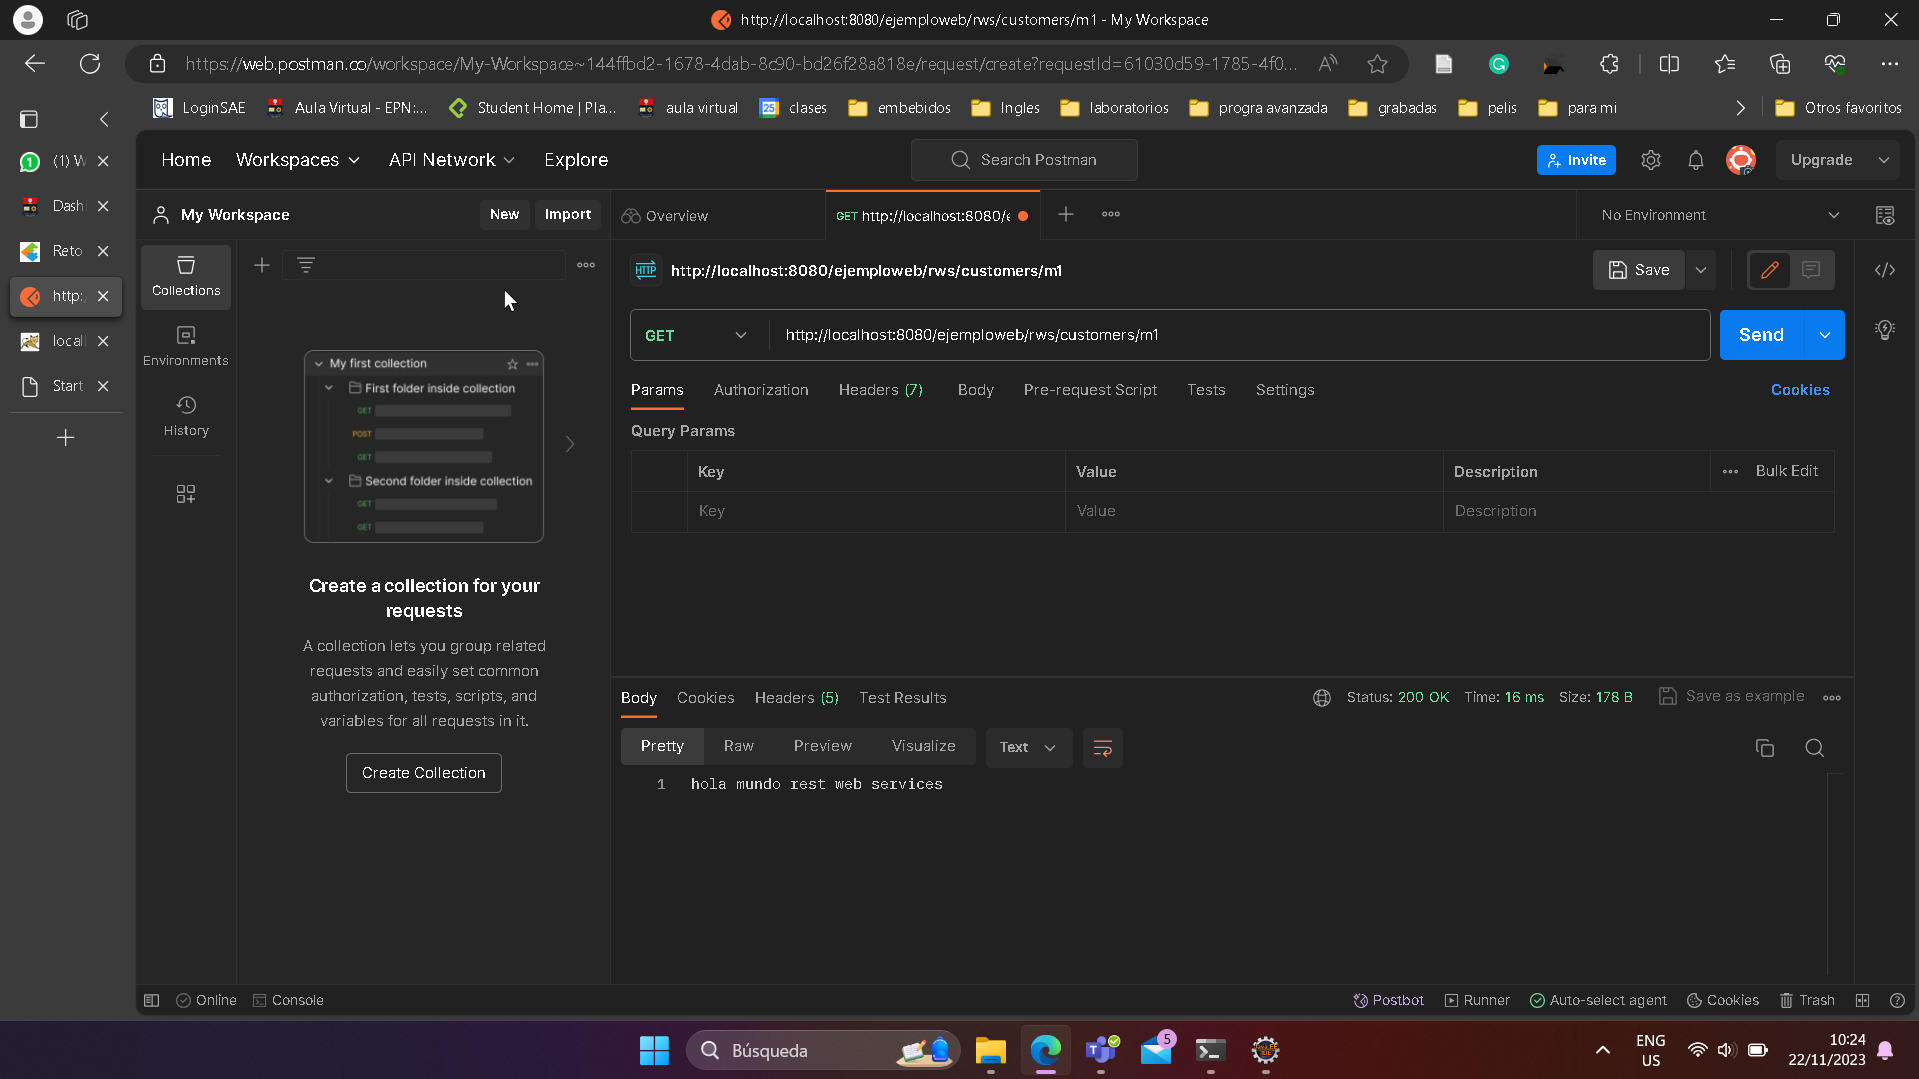 http://localhost:8080/ejemploweb/rws/customers/m1 - My Workspace
https://web.postman.co/workspace/My-Workspace~144ffbd2-1678-4dab-8c90-bd26f28a818e/request/create?requestId=61030d59-1785-4f0...
LoginSAE
Aula Virtual - EPN:...
Student Home | Pla...
aula virtual
25
clases
embebidos
Ingles
laboratorios
progra avanzada
grabadas
pelis
para mi
Otros favoritos
1
(1) W
Dash
Reto
http:
local
Start
Home
Workspaces
API Network
Explore
Search Postman
Invite
Upgrade
My Workspace
New
Import
Overview
GET http://localhost:8080/e
No Environment
Collections
Environments
History
My first collection
First folder inside collection
GET
POST
GET
Second folder inside collection
GET
GET
Create a collection for your
requests
A collection lets you group related
requests and easily set common
authorization, tests, scripts, and
variables for all requests in it.
Create Collection
HTTP
http://localhost:8080/ejemploweb/rws/customers/m1
Save
GET
http://localhost:8080/ejemploweb/rws/customers/m1
Send
Params
Authorization
Headers (7)
Body
Pre-request Script
Tests
Settings
Cookies
Query Params
Key
Value
Description
Bulk Edit
Key
Value
Description
Body
Cookies
Headers (5)
Test Results
Status: 200 OK
Time: 16 ms
Size: 178 B
Save as example
Pretty
Raw
Preview
Visualize
Text
1
hola mundo rest web services
Online
Console
Postbot
Runner
Auto-select agent
Cookies
Trash
Búsqueda
5
ENG
US
10:24
22/11/2023